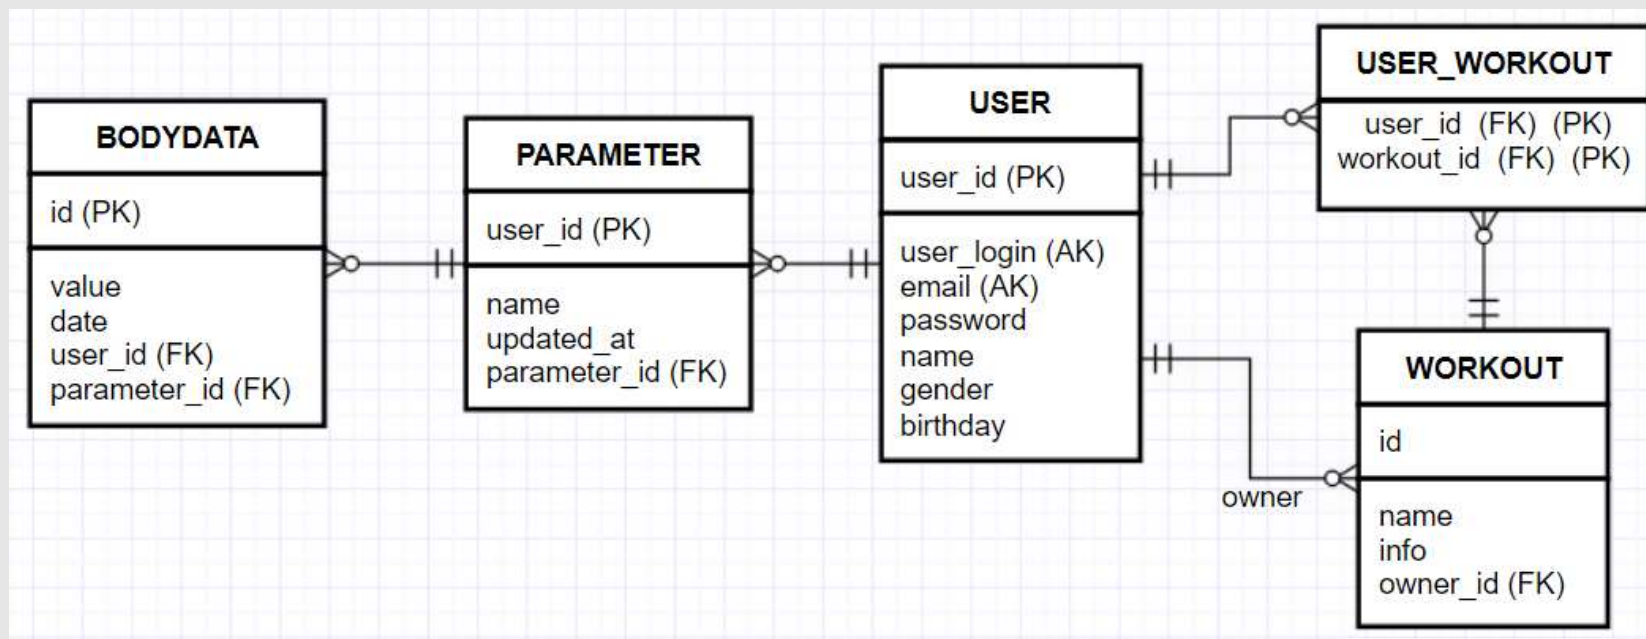 BODYDATA
id (PK)
value
date
user_id (FK)
parameter_id (FK)
PARAMETER
user_id (PK)
name
updated_at
parameter_id (FK)
USER
user_id (PK)
user_login (AK)
email (AK)
password
name
gender
birthday
USER_WORKOUT
user_id (FK) (PK)
workout_id (FK) (PK)
owner
WORKOUT
id
name
info
owner_id (FK)